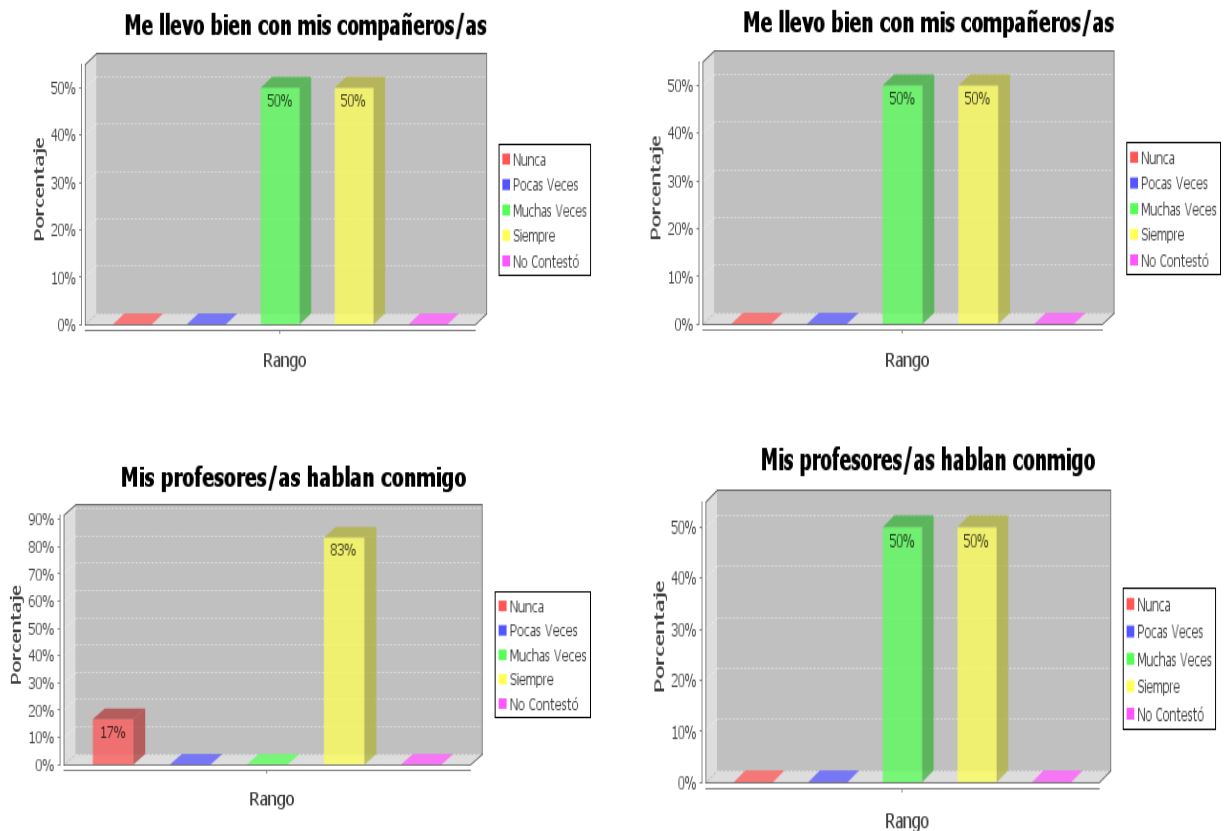 Me llevo bien con mis compañeros/as
Porcentaje
50%
40%
30%
20%
10%
0%
50%
50%
Rango
Nunca
Pocas Veces
Muchas Veces
Siempre
No Contestó
Me llevo bien con mis compañeros/as
Porcentaje
50%
40%
30%
20%
10%
0%
50%
50%
Rango
Nunca
Pocas Veces
Muchas Veces
Siempre
No Contestó
Mis profesores/as hablan conmigo
Porcentaje
90%
80%
70%
60%
50%
40%
30%
20%
10%
0%
17%
83%
Rango
Nunca
Pocas Veces
Muchas Veces
Siempre
No Contestó
Mis profesores/as hablan conmigo
Porcentaje
50%
40%
30%
20%
10%
0%
50%
50%
Rango
Nunca
Pocas Veces
Muchas Veces
Siempre
No Contestó